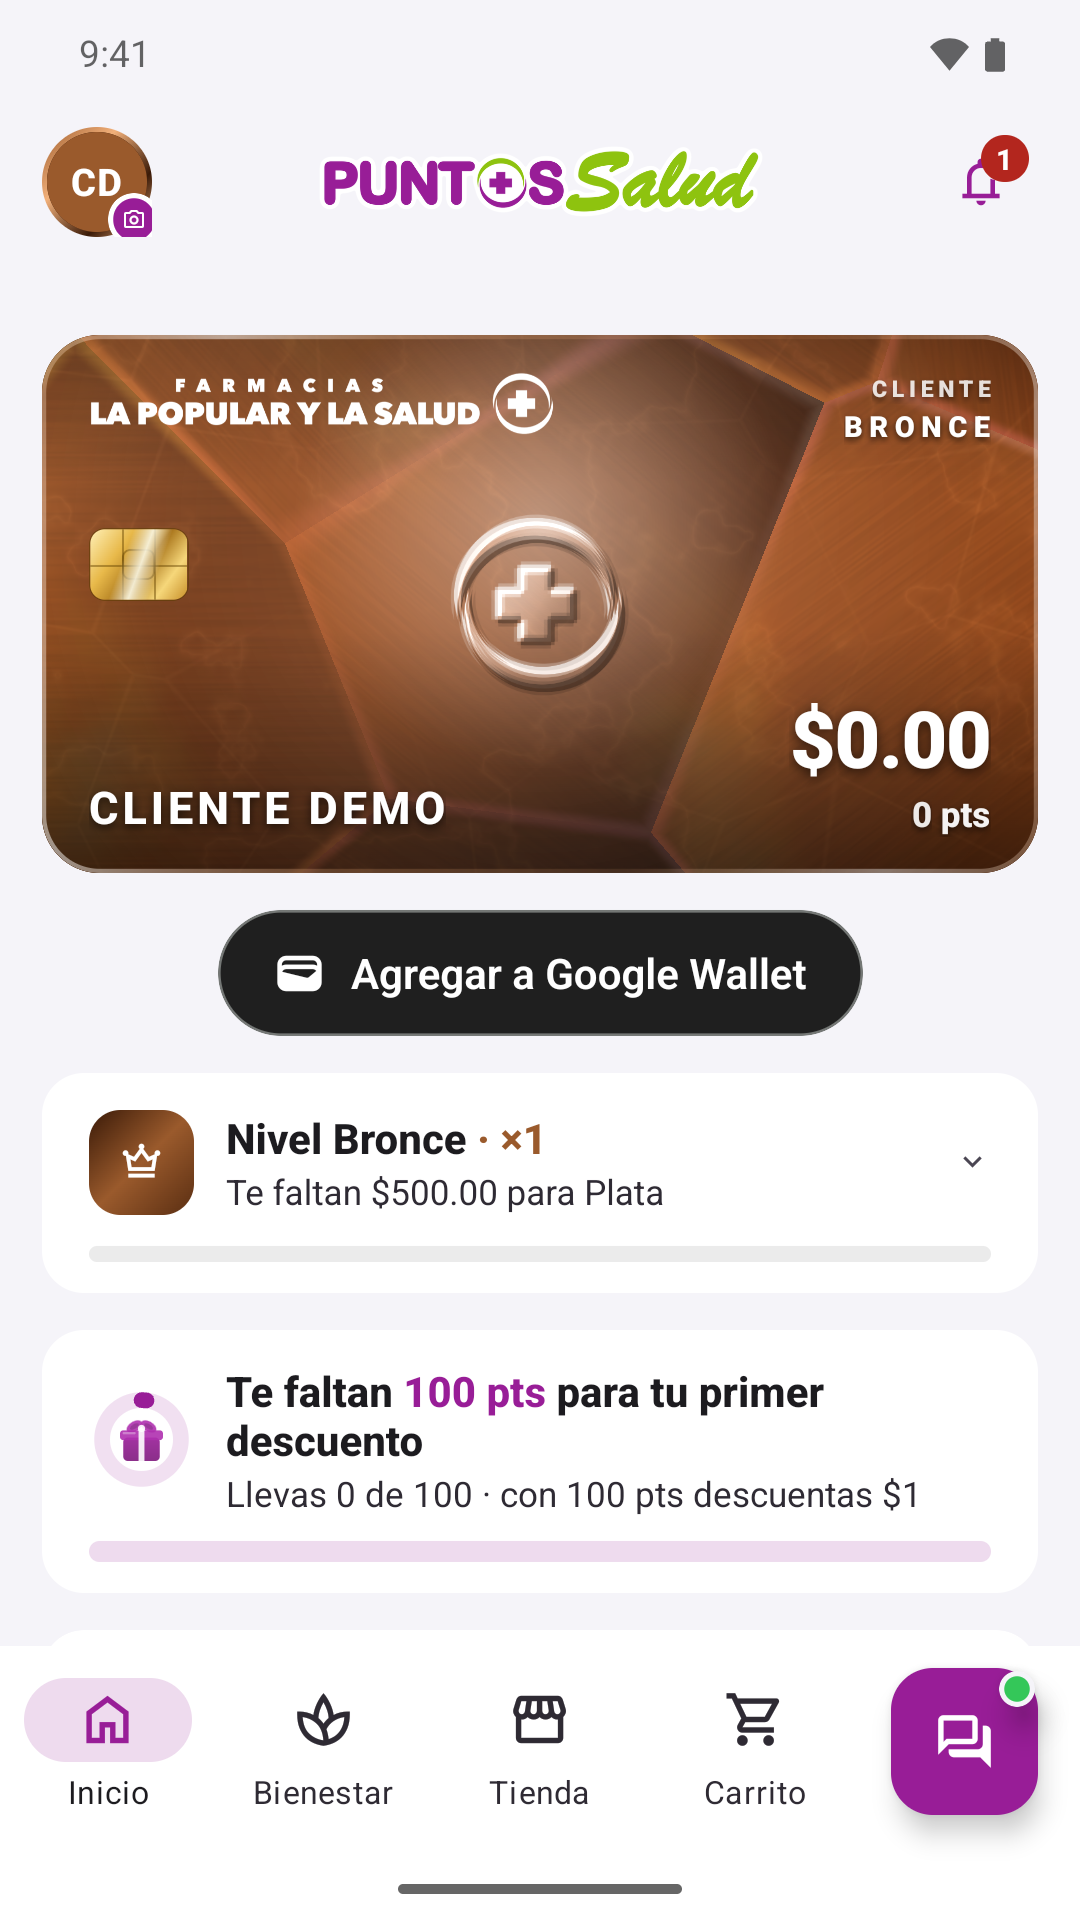 9:41
CD
PUNTOS Salud
1
FARMACIAS
LA POPULAR Y LA SALUD
CLIENTE
BRONCE
$0.00
CLIENTE DEMO
0 pts
Agregar a Google Wallet
Nivel Bronce · ×1
Te faltan $500.00 para Plata
Te faltan 100 pts para tu primer
descuento
Llevas 0 de 100 · con 100 pts descuentas $1
Inicio
Bienestar
Tienda
Carrito